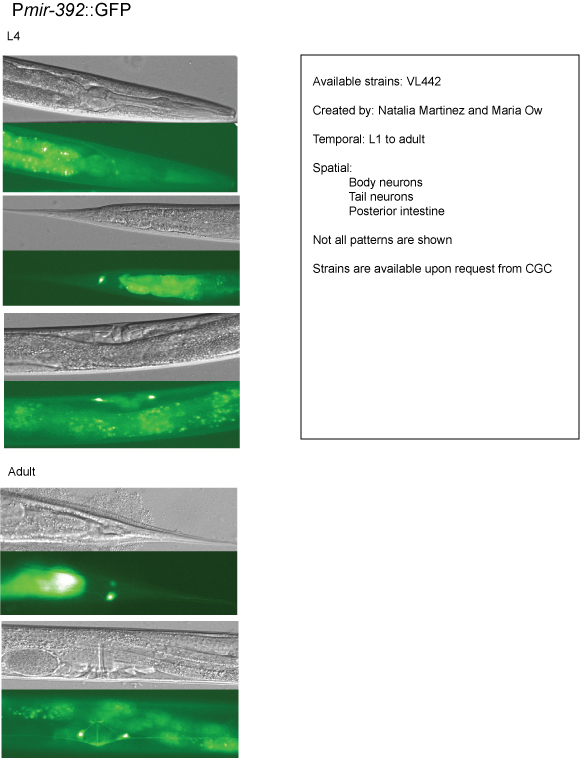 Pmir-392::GFP
L4
Available strains: VL442
Created by: Natalia Martinez and Maria Ow
Temporal: L1 to adult
Spatial:
Body neurons
Tail neurons
Posterior intestine
Not all patterns are shown
Strains are available upon request from CGC
Adult